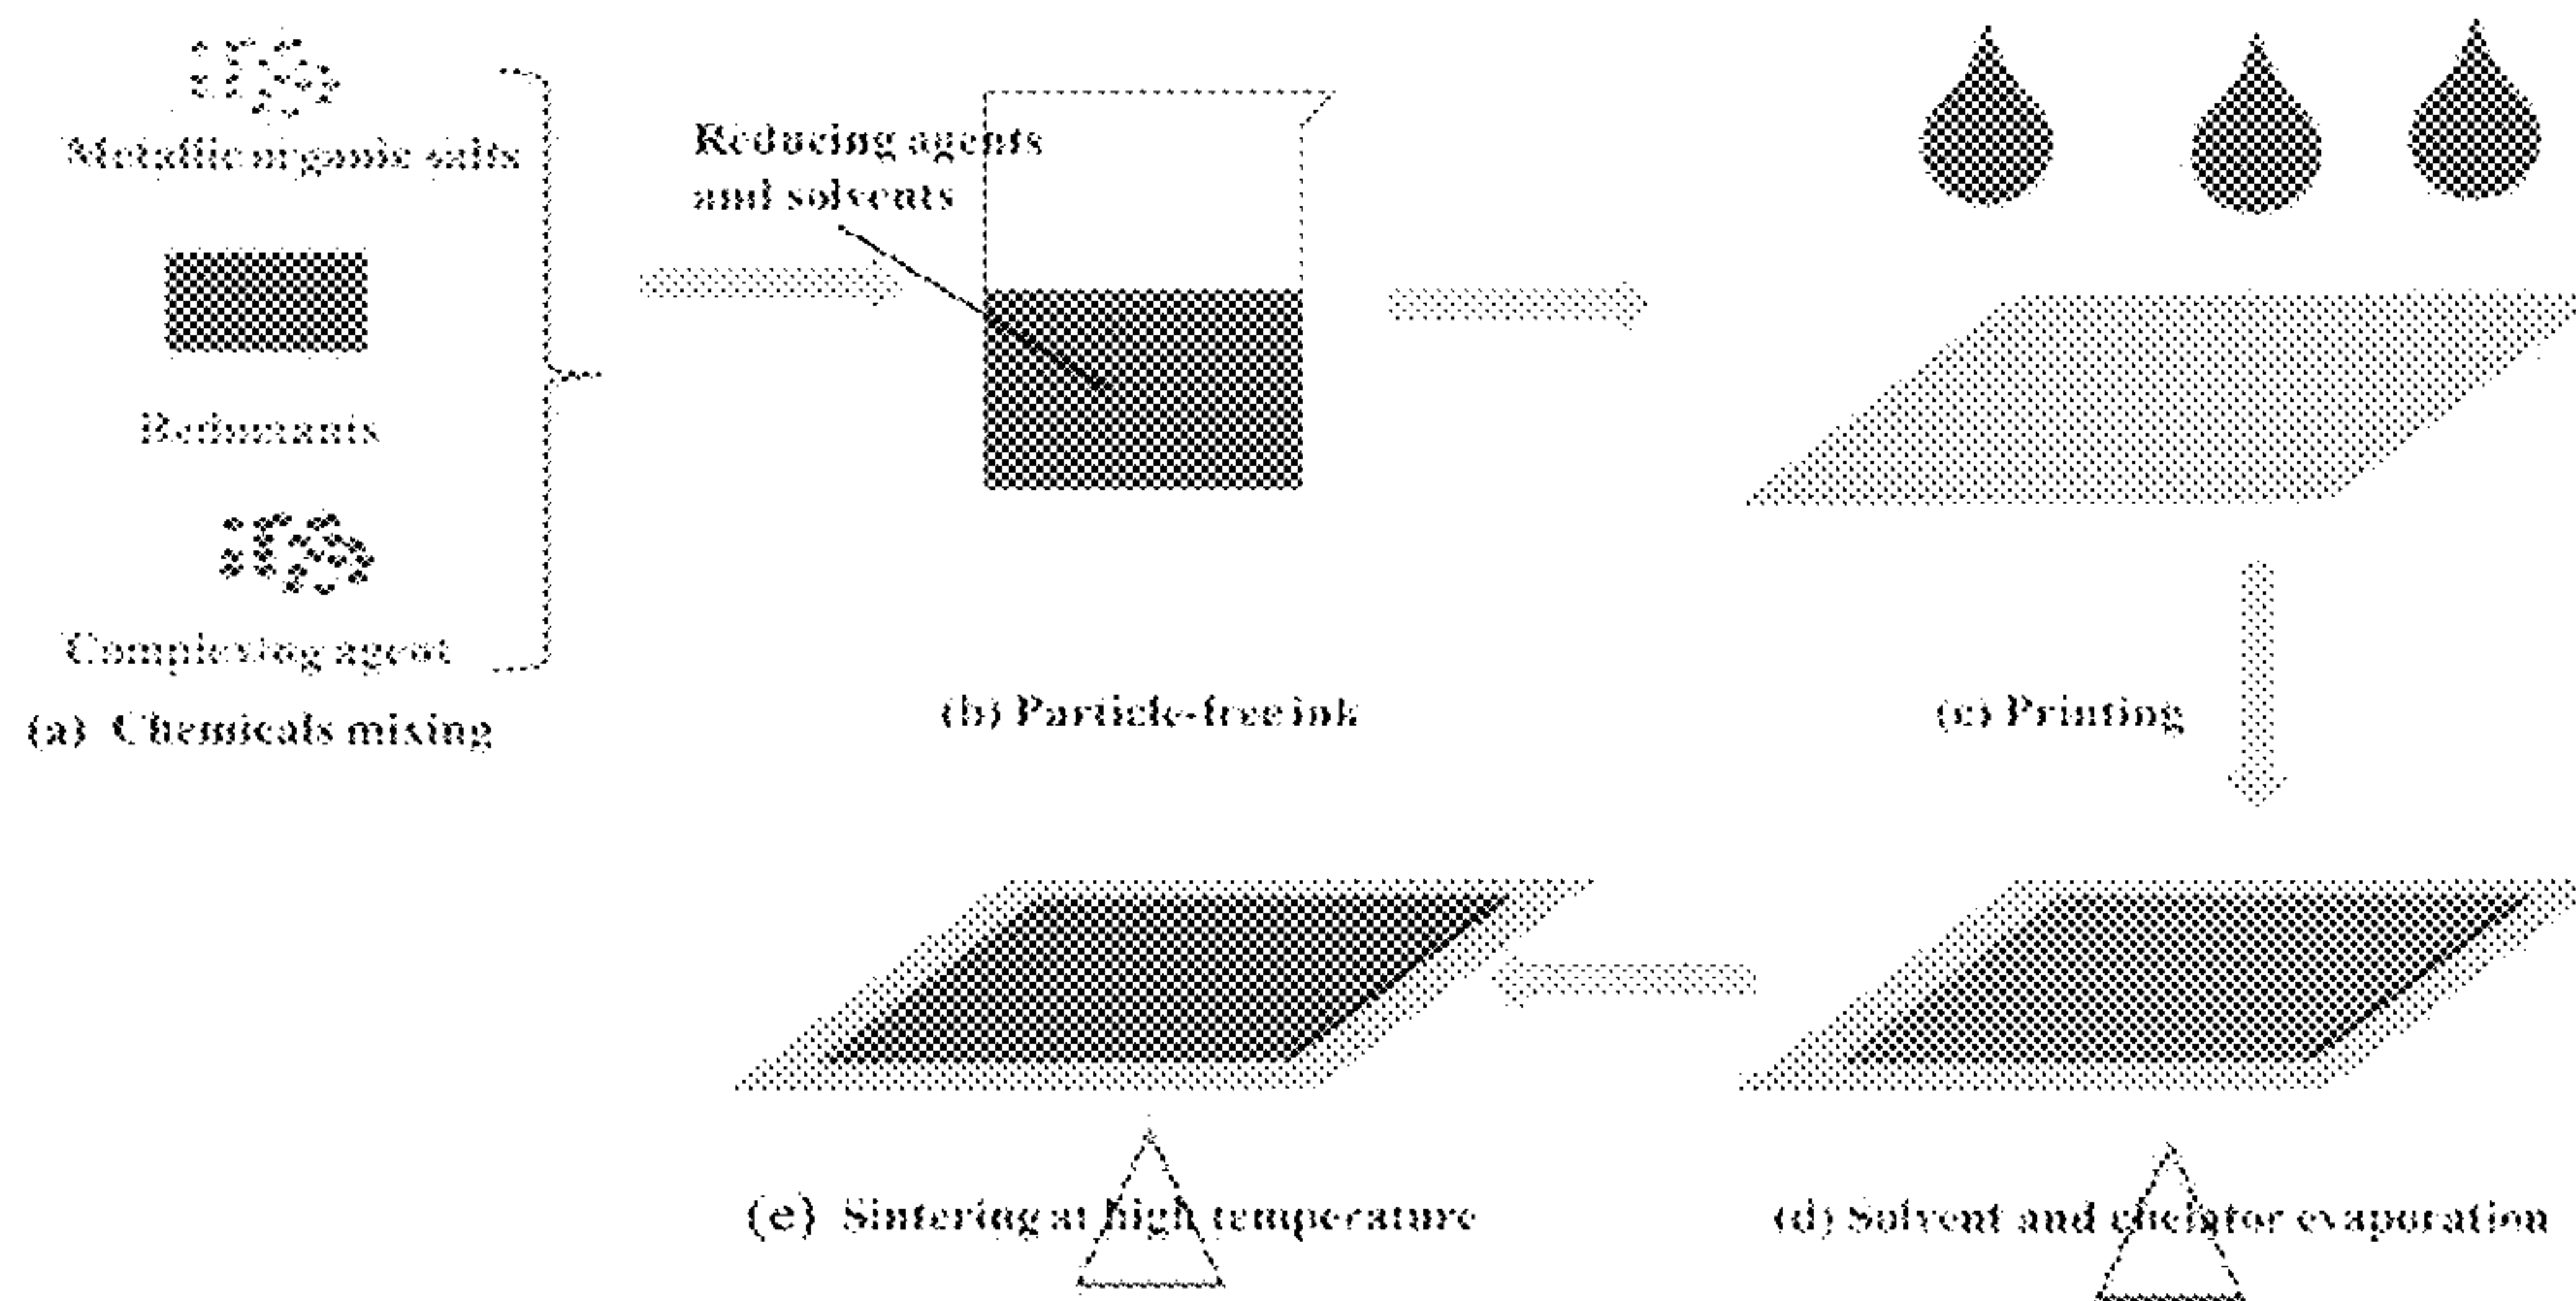 Metallic organic salts
Reductants
Complexing agent
(a) Chemicals mixing
Reducing agents
and solvents
(b) Particle-free ink
(c) Printing
(e) Sintering at high temperature
(d) Solvent and chelator evaporation